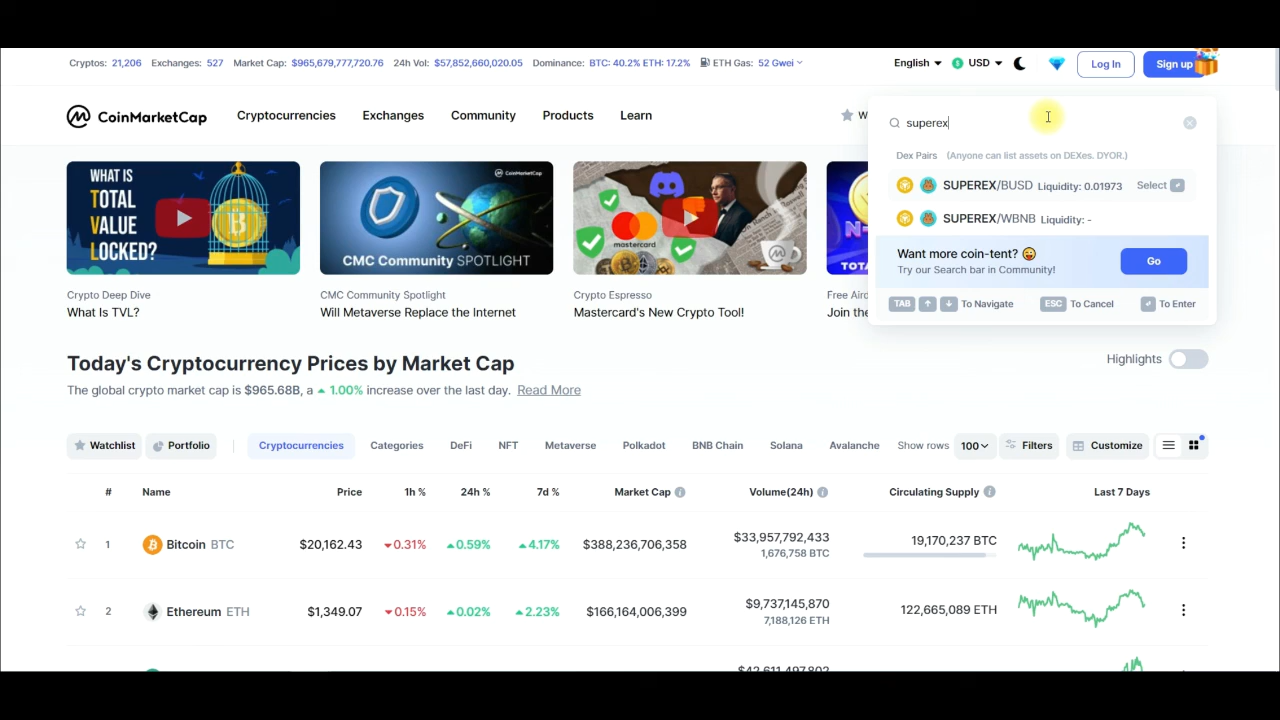 Cryptos: 21,206 Exchanges: 527 Market Cap: $965,679,777,720.76 24h Vol: $57,852,660,020.05 Dominance: BTC: 40.2% ETH: 17.2% ETH Gas: 52 Gwei
English USD Log In Sign up
CoinMarketCap Cryptocurrencies Exchanges Community Products Learn W
superex
Dex Pairs (Anyone can list assets on DEXes. DYOR.)
SUPEREX/BUSD Liquidity: 0.01973 Select
SUPEREX/WBNB Liquidity: -
Want more coin-tent? 😜 Go
Try our Search bar in Community!
TAB ↑ ↓ To Navigate ESC To Cancel To Enter
WHAT IS
TOTAL
VALUE
LOCKED?
CoinMarketCap
CMC Community SPOTLIGHT
mastercard
N-
TOTA
Crypto Deep Dive
What Is TVL?
CMC Community Spotlight
Will Metaverse Replace the Internet
Crypto Espresso
Mastercard's New Crypto Tool!
Free Airc
Join the
Today's Cryptocurrency Prices by Market Cap
Highlights
The global crypto market cap is $965.68B, a 1.00% increase over the last day. Read More
Watchlist Portfolio Cryptocurrencies Categories DeFi NFT Metaverse Polkadot BNB Chain Solana Avalanche Show rows 100 Filters Customize
# Name Price 1h % 24h % 7d % Market Cap Volume(24h) Circulating Supply Last 7 Days
1 Bitcoin BTC $20,162.43 0.31% 0.59% 4.17% $388,236,706,358 $33,957,792,433 19,170,237 BTC
1,676,758 BTC
2 Ethereum ETH $1,349.07 0.15% 0.02% 2.23% $166,164,006,399 $9,737,145,870 122,665,089 ETH
7,188,126 ETH